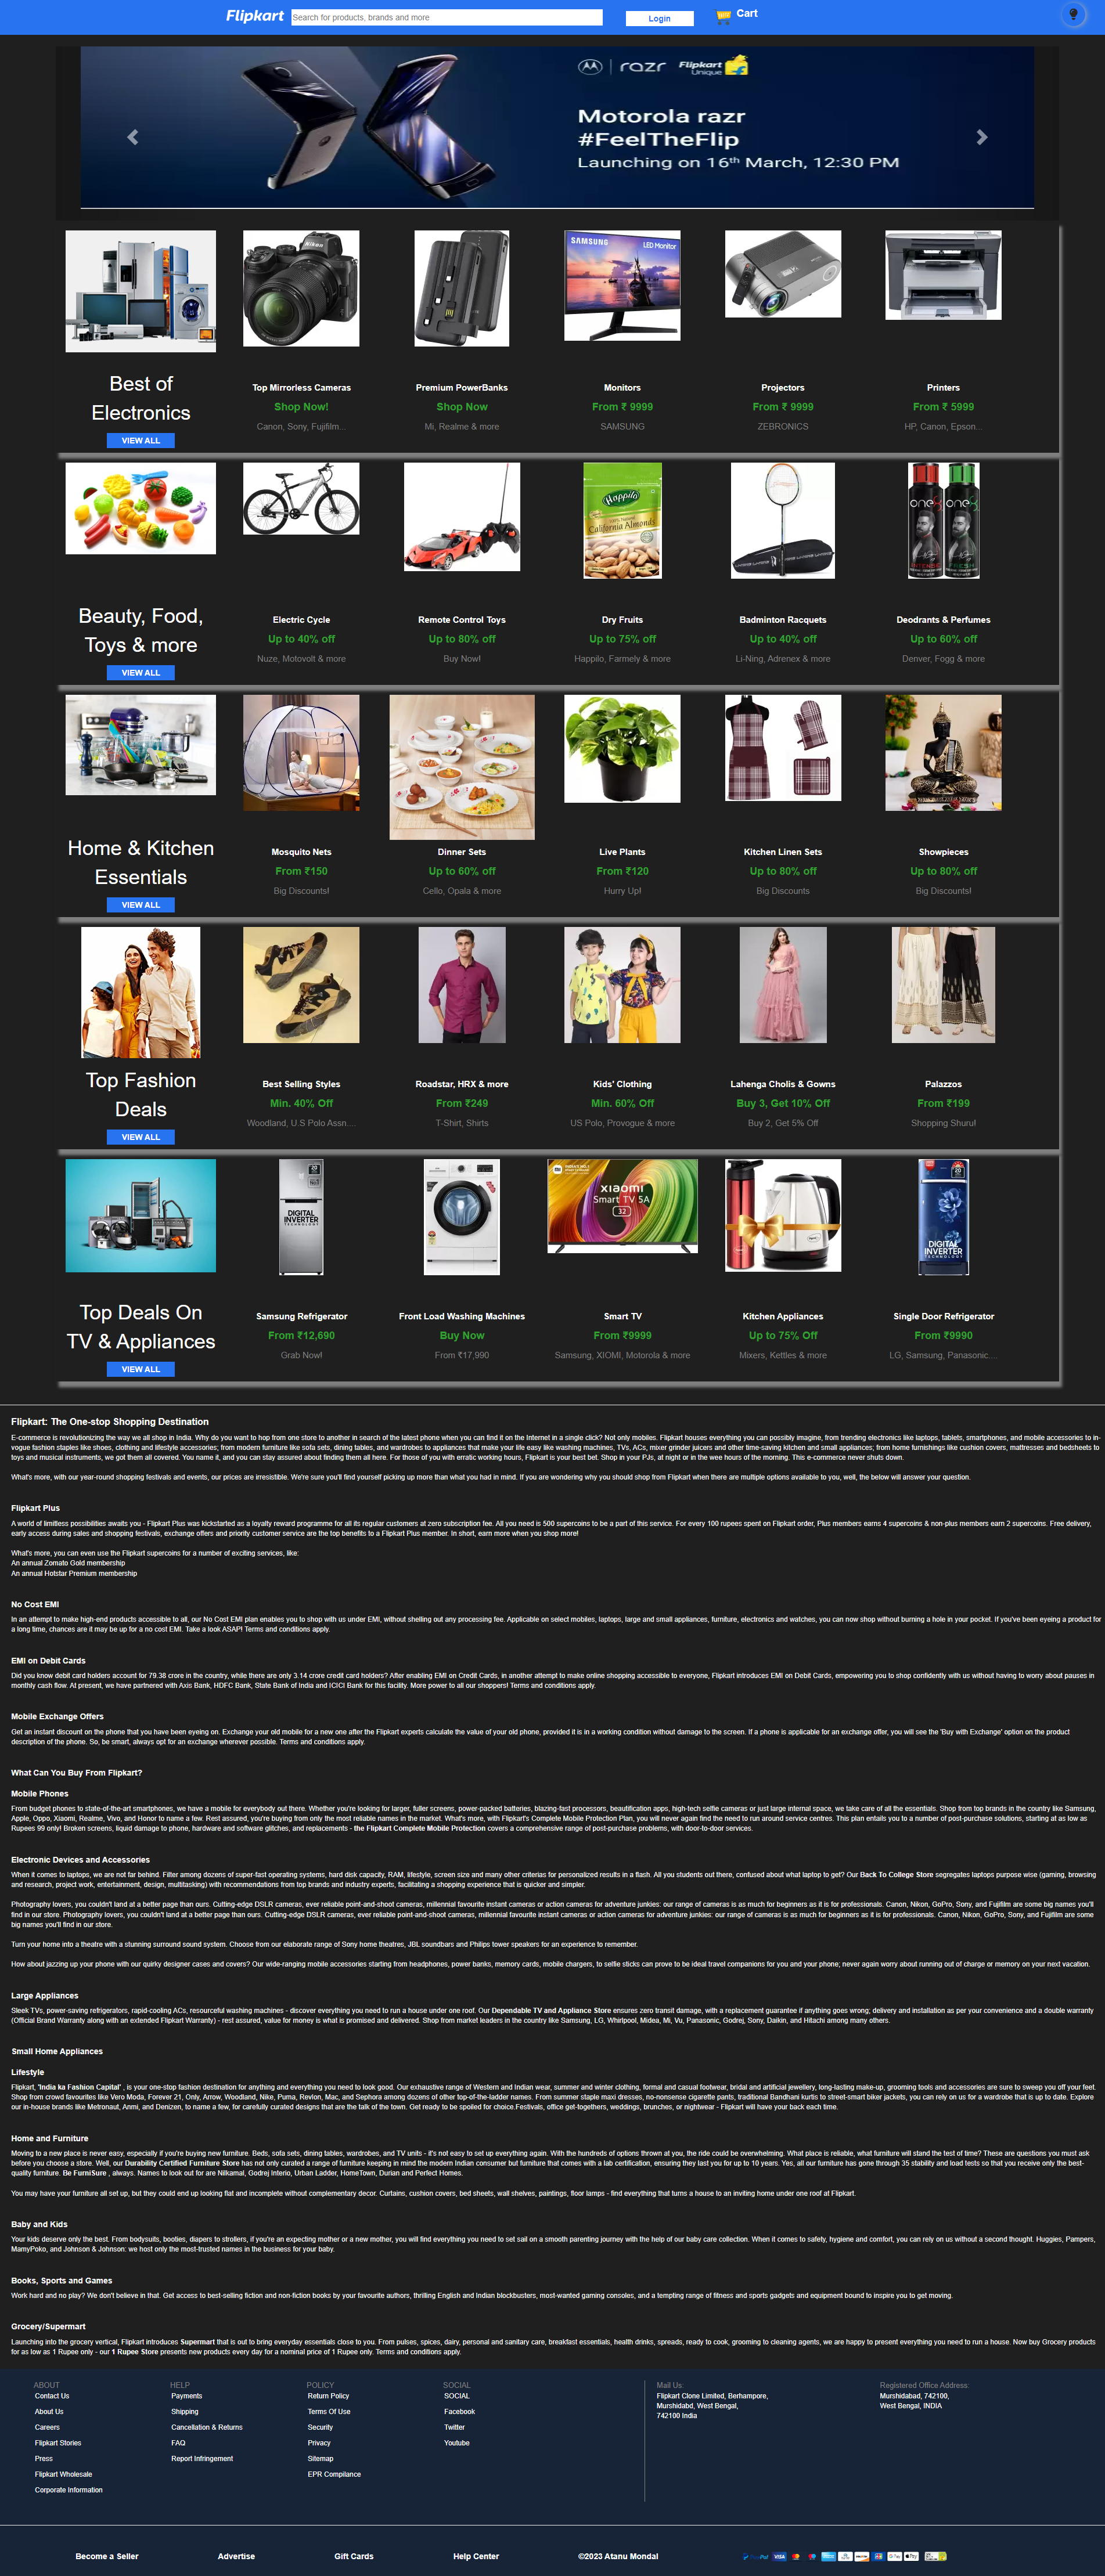 Flipkart
Search for products, brands and more
Login
Cart
razr
Flipkart
Unique
Motorola razr
#FeelTheFlip
Launching on 16th March, 12:30 PM
Nikon
SAMSUNG
LED Monitor
Best of
Electronics
VIEW ALL
Top Mirrorless Cameras
Shop Now!
Canon, Sony, Fujifilm...
Premium PowerBanks
Shop Now
Mi, Realme & more
Monitors
From ₹ 9999
SAMSUNG
Projectors
From ₹ 9999
ZEBRONICS
Printers
From ₹ 5999
HP, Canon, Epson...
Happilo
California Almonds
one8
INTENSE
one8
FRESH
Beauty, Food,
Toys & more
VIEW ALL
Electric Cycle
Up to 40% off
Nuze, Motovolt & more
Remote Control Toys
Up to 80% off
Buy Now!
Dry Fruits
Up to 75% off
Happilo, Farmely & more
Badminton Racquets
Up to 40% off
Li-Ning, Adrenex & more
Deodrants & Perfumes
Up to 60% off
Denver, Fogg & more
Home & Kitchen
Essentials
VIEW ALL
Mosquito Nets
From ₹150
Big Discounts!
Dinner Sets
Up to 60% off
Cello, Opala & more
Live Plants
From ₹120
Hurry Up!
Kitchen Linen Sets
Up to 80% off
Big Discounts
Showpieces
Up to 80% off
Big Discounts!
Top Fashion
Deals
VIEW ALL
Best Selling Styles
Min. 40% Off
Woodland, U.S Polo Assn....
Roadstar, HRX & more
From ₹249
T-Shirt, Shirts
Kids' Clothing
Min. 60% Off
US Polo, Provogue & more
Lahenga Cholis & Gowns
Buy 3, Get 10% Off
Buy 2, Get 5% Off
Palazzos
From ₹199
Shopping Shuru!
20
DIGITAL
INVERTER
TECHNOLOGY
xiaomi
Smart TV 5A
32
20
DIGITAL
INVERTER
TECHNOLOGY
Top Deals On
TV & Appliances
VIEW ALL
Samsung Refrigerator
From ₹12,690
Grab Now!
Front Load Washing Machines
Buy Now
From ₹17,990
Smart TV
From ₹9999
Samsung, XIOMI, Motorola & more
Kitchen Appliances
Up to 75% Off
Mixers, Kettles & more
Single Door Refrigerator
From ₹9990
LG, Samsung, Panasonic....
Flipkart: The One-stop Shopping Destination
E-commerce is revolutionizing the way we all shop in India. Why do you want to hop from one store to another in search of the latest phone when you can find it on the Internet in a single click? Not only mobiles. Flipkart houses everything you can possibly imagine, from trending electronics like laptops, tablets, smartphones, and mobile accessories to in-
vogue fashion staples like shoes, clothing and lifestyle accessories; from modern furniture like sofa sets, dining tables, and wardrobes to appliances that make your life easy like washing machines, TVs, ACs, mixer grinder juicers and other time-saving kitchen and small appliances; from home furnishings like cushion covers, mattresses and bedsheets to
toys and musical instruments, we got them all covered. You name it, and you can stay assured about finding them all here. For those of you with erratic working hours, Flipkart is your best bet. Shop in your PJs, at night or in the wee hours of the morning. This e-commerce never shuts down.
What's more, with our year-round shopping festivals and events, our prices are irresistible. We're sure you'll find yourself picking up more than what you had in mind. If you are wondering why you should shop from Flipkart when there are multiple options available to you, well, the below will answer your question.
Flipkart Plus
A world of limitless possibilities awaits you - Flipkart Plus was kickstarted as a loyalty reward programme for all its regular customers at zero subscription fee. All you need is 500 supercoins to be a part of this service. For every 100 rupees spent on Flipkart order, Plus members earns 4 supercoins & non-plus members earn 2 supercoins. Free delivery,
early access during sales and shopping festivals, exchange offers and priority customer service are the top benefits to a Flipkart Plus member. In short, earn more when you shop more!
What's more, you can even use the Flipkart supercoins for a number of exciting services, like:
An annual Zomato Gold membership
An annual Hotstar Premium membership
No Cost EMI
In an attempt to make high-end products accessible to all, our No Cost EMI plan enables you to shop with us under EMI, without shelling out any processing fee. Applicable on select mobiles, laptops, large and small appliances, furniture, electronics and watches, you can now shop without burning a hole in your pocket. If you've been eyeing a product for
a long time, chances are it may be up for a no cost EMI. Take a look ASAP! Terms and conditions apply.
EMI on Debit Cards
Did you know debit card holders account for 79.38 crore in the country, while there are only 3.14 crore credit card holders? After enabling EMI on Credit Cards, in another attempt to make online shopping accessible to everyone, Flipkart introduces EMI on Debit Cards, empowering you to shop confidently with us without having to worry about pauses in
monthly cash flow. At present, we have partnered with Axis Bank, HDFC Bank, State Bank of India and ICICI Bank for this facility. More power to all our shoppers! Terms and conditions apply.
Mobile Exchange Offers
Get an instant discount on the phone that you have been eyeing on. Exchange your old mobile for a new one after the Flipkart experts calculate the value of your old phone, provided it is in a working condition without damage to the screen. If a phone is applicable for an exchange offer, you will see the 'Buy with Exchange' option on the product
description of the phone. So, be smart, always opt for an exchange wherever possible. Terms and conditions apply.
What Can You Buy From Flipkart?
Mobile Phones
From budget phones to state-of-the-art smartphones, we have a mobile for everybody out there. Whether you're looking for larger, fuller screens, power-packed batteries, blazing-fast processors, beautification apps, high-tech selfie cameras or just large internal space, we take care of all the essentials. Shop from top brands in the country like Samsung,
Apple, Oppo, Xiaomi, Realme, Vivo, and Honor to name a few. Rest assured, you're buying from only the most reliable names in the market. What's more, with Flipkart's Complete Mobile Protection Plan, you will never again find the need to run around service centres. This plan entails you to a number of post-purchase solutions, starting at as low as
Rupees 99 only! Broken screens, liquid damage to phone, hardware and software glitches, and replacements - the Flipkart Complete Mobile Protection covers a comprehensive range of post-purchase problems, with door-to-door services.
Electronic Devices and Accessories
When it comes to laptops, we are not far behind. Filter among dozens of super-fast operating systems, hard disk capacity, RAM, lifestyle, screen size and many other criterias for personalized results in a flash. All you students out there, confused about what laptop to get? Our Back To College Store segregates laptops purpose wise (gaming, browsing
and research, project work, entertainment, design, multitasking) with recommendations from top brands and industry experts, facilitating a shopping experience that is quicker and simpler.
Photography lovers, you couldn't land at a better page than ours. Cutting-edge DSLR cameras, ever reliable point-and-shoot cameras, millennial favourite instant cameras or action cameras for adventure junkies: our range of cameras is as much for beginners as it is for professionals. Canon, Nikon, GoPro, Sony, and Fujifilm are some big names you'll
find in our store. Photography lovers, you couldn't land at a better page than ours. Cutting-edge DSLR cameras, ever reliable point-and-shoot cameras, millennial favourite instant cameras or action cameras for adventure junkies: our range of cameras is as much for beginners as it is for professionals. Canon, Nikon, GoPro, Sony, and Fujifilm are some
big names you'll find in our store.
Turn your home into a theatre with a stunning surround sound system. Choose from our elaborate range of Sony home theatres, JBL soundbars and Philips tower speakers for an experience to remember.
How about jazzing up your phone with our quirky designer cases and covers? Our wide-ranging mobile accessories starting from headphones, power banks, memory cards, mobile chargers, to selfie sticks can prove to be ideal travel companions for you and your phone; never again worry about running out of charge or memory on your next vacation.
Large Appliances
Sleek TVs, power-saving refrigerators, rapid-cooling ACs, resourceful washing machines - discover everything you need to run a house under one roof. Our Dependable TV and Appliance Store ensures zero transit damage, with a replacement guarantee if anything goes wrong; delivery and installation as per your convenience and a double warranty
(Official Brand Warranty along with an extended Flipkart Warranty) - rest assured, value for money is what is promised and delivered. Shop from market leaders in the country like Samsung, LG, Whirlpool, Midea, Mi, Vu, Panasonic, Godrej, Sony, Daikin, and Hitachi among many others.
Small Home Appliances
Lifestyle
Flipkart, 'India ka Fashion Capital' , is your one-stop fashion destination for anything and everything you need to look good. Our exhaustive range of Western and Indian wear, summer and winter clothing, formal and casual footwear, bridal and artificial jewellery, long-lasting make-up, grooming tools and accessories are sure to sweep you off your feet.
Shop from crowd favourites like Vero Moda, Forever 21, Only, Arrow, Woodland, Nike, Puma, Revlon, Mac, and Sephora among dozens of other top-of-the-ladder names. From summer staple maxi dresses, no-nonsense cigarette pants, traditional Bandhani kurtis to street-smart biker jackets, you can rely on us for a wardrobe that is up to date. Explore
our in-house brands like Metronaut, Anmi, and Denizen, to name a few, for carefully curated designs that are the talk of the town. Get ready to be spoiled for choice.Festivals, office get-togethers, weddings, brunches, or nightwear - Flipkart will have your back each time.
Home and Furniture
Moving to a new place is never easy, especially if you're buying new furniture. Beds, sofa sets, dining tables, wardrobes, and TV units - it's not easy to set up everything again. With the hundreds of options thrown at you, the ride could be overwhelming. What place is reliable, what furniture will stand the test of time? These are questions you must ask
before you choose a store. Well, our Durability Certified Furniture Store has not only curated a range of furniture keeping in mind the modern Indian consumer but furniture that comes with a lab certification, ensuring they last you for up to 10 years. Yes, all our furniture has gone through 35 stability and load tests so that you receive only the best-
quality furniture. Be FurniSure , always. Names to look out for are Nilkamal, Godrej Interio, Urban Ladder, HomeTown, Durian and Perfect Homes.
You may have your furniture all set up, but they could end up looking flat and incomplete without complementary decor. Curtains, cushion covers, bed sheets, wall shelves, paintings, floor lamps - find everything that turns a house to an inviting home under one roof at Flipkart.
Baby and Kids
Your kids deserve only the best. From bodysuits, booties, diapers to strollers, if you're an expecting mother or a new mother, you will find everything you need to set sail on a smooth parenting journey with the help of our baby care collection. When it comes to safety, hygiene and comfort, you can rely on us without a second thought. Huggies, Pampers,
MamyPoko, and Johnson & Johnson: we host only the most-trusted names in the business for your baby.
Books, Sports and Games
Work hard and no play? We don't believe in that. Get access to best-selling fiction and non-fiction books by your favourite authors, thrilling English and Indian blockbusters, most-wanted gaming consoles, and a tempting range of fitness and sports gadgets and equipment bound to inspire you to get moving.
Grocery/Supermart
Launching into the grocery vertical, Flipkart introduces Supermart that is out to bring everyday essentials close to you. From pulses, spices, dairy, personal and sanitary care, breakfast essentials, health drinks, spreads, ready to cook, grooming to cleaning agents, we are happy to present everything you need to run a house. Now buy Grocery products
for as low as 1 Rupee only - our 1 Rupee Store presents new products every day for a nominal price of 1 Rupee only. Terms and conditions apply.
ABOUT
Contact Us
About Us
Careers
Flipkart Stories
Press
Flipkart Wholesale
Corporate Information
HELP
Payments
Shipping
Cancellation & Returns
FAQ
Report Infringement
POLICY
Return Policy
Terms Of Use
Security
Privacy
Sitemap
EPR Compilance
SOCIAL
SOCIAL
Facebook
Twitter
Youtube
Mail Us:
Flipkart Clone Limited, Berhampore,
Murshidabd, West Bengal,
742100 India
Registered Office Address:
Murshidabad, 742100,
West Bengal, INDIA
Become a Seller
Advertise
Gift Cards
Help Center
©2023 Atanu Mondal
PayPal
VISA